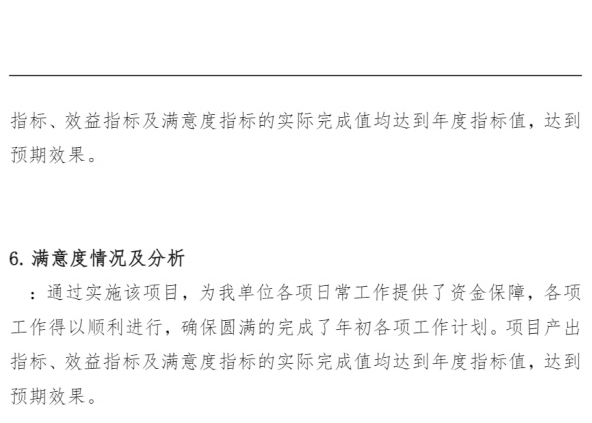 指标、效益指标及满意度指标的实际完成值均达到年度指标值，达到
预期效果。
6. 满意度情况及分析
：通过实施该项目，为我单位各项日常工作提供了资金保障，各项
工作得以顺利进行，确保圆满的完成了年初各项工作计划。项目产出
指标、效益指标及满意度指标的实际完成值均达到年度指标值，达到
预期效果。